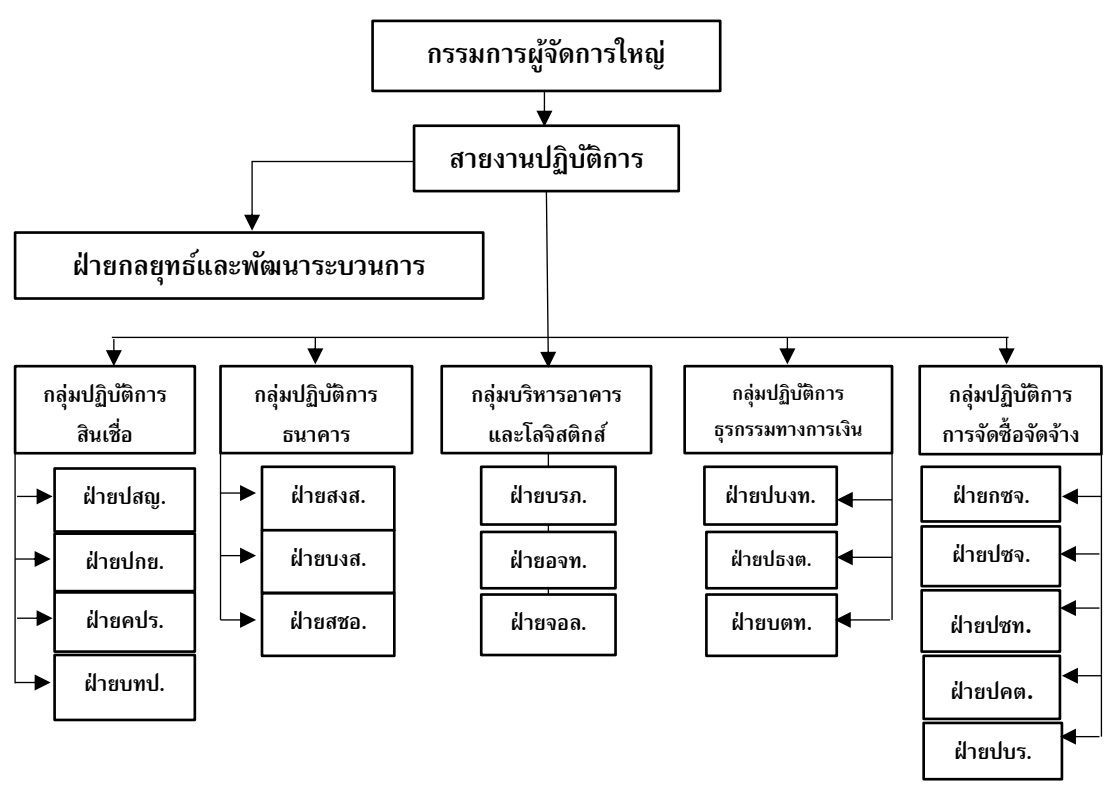 กรรมการผู้จัดการใหญ่
สายงานปฏิบัติการ
ฝ่ายกลยุทธ์และพัฒนาระบวนการ
กลุ่มปฏิบัติการ
สินเชื่อ
ฝ่ายปสญ.
ฝ่ายปกย.
ฝ่ายคปร.
ฝ่ายบทป.
กลุ่มปฏิบัติการ
ธนาคาร
ฝ่ายสงส.
ฝ่ายบงส.
ฝ่ายสชอ.
กลุ่มบริหารอาคาร
และโลจิสติกส์
ฝ่ายบรภ.
ฝ่ายอจท.
ฝ่ายจอล.
กลุ่มปฏิบัติการ
ธุรกรรมทางการเงิน
ฝ่ายปบงท.
ฝ่ายปธงต.
ฝ่ายบตท.
กลุ่มปฏิบัติการ
การจัดซื้อจัดจ้าง
ฝ่ายกซจ.
ฝ่ายปซจ.
ฝ่ายปซท.
ฝ่ายปคต.
ฝ่ายปบร.